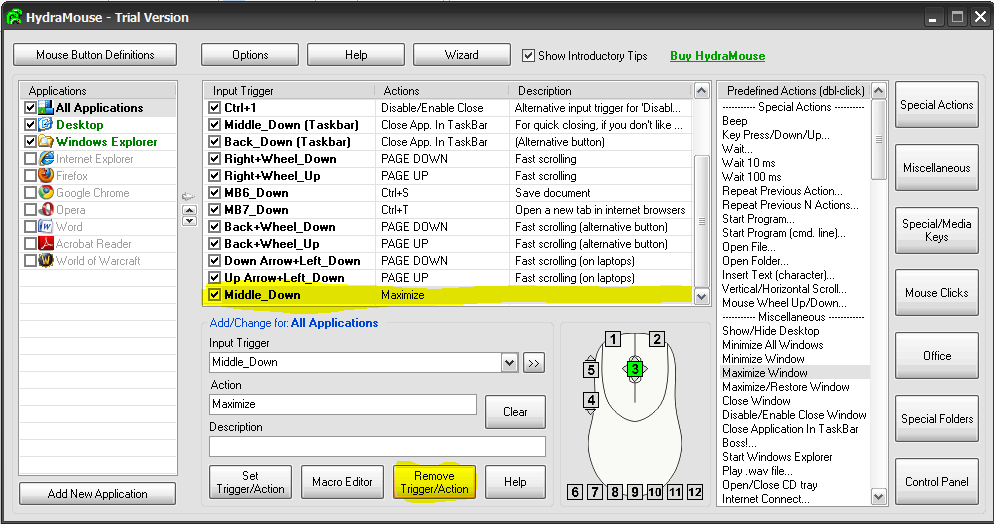 HydraMouse - Trial Version
Mouse Button Definitions
Options
Help
Wizard
Show Introductory Tips
Buy HydraMouse
Applications
All Applications
Desktop
Windows Explorer
Internet Explorer
Firefox
Google Chrome
Opera
Word
Acrobat Reader
World of Warcraft
Add New Application
Input Trigger Actions Description
Ctrl+1 Disable/Enable Close Alternative input trigger for 'Disabl...
Middle_Down (Taskbar) Close App. In TaskBar For quick closing, if you don't like ...
Back_Down (Taskbar) Close App. In TaskBar (Alternative button)
Right+Wheel_Down PAGE DOWN Fast scrolling
Right+Wheel_Up PAGE UP Fast scrolling
MB6_Down Ctrl+S Save document
MB7_Down Ctrl+T Open a new tab in internet browsers
Back+Wheel_Down PAGE DOWN Fast scrolling (alternative button)
Back+Wheel_Up PAGE UP Fast scrolling (alternative button)
Down Arrow+Left_Down PAGE DOWN Fast scrolling (on laptops)
Up Arrow+Left_Down PAGE UP Fast scrolling (on laptops)
Middle_Down Maximize
Add/Change for: All Applications
Input Trigger
Middle_Down
>>
Action
Maximize
Clear
Description
Set Trigger/Action
Macro Editor
Remove Trigger/Action
Help
1 2
3
5
4
6 7 8 9 10 11 12
Predefined Actions (dbl-click)
----------- Special Actions -----------
Beep
Key Press/Down/Up...
Wait...
Wait 10 ms
Wait 100 ms
Repeat Previous Action...
Repeat Previous N Actions...
Start Program...
Start Program (cmd. line)...
Open File...
Open Folder...
Insert Text (character)...
Vertical/Horizontal Scroll...
Mouse Wheel Up/Down...
----------- Miscellaneous -----------
Show/Hide Desktop
Minimize All Windows
Minimize Window
Maximize Window
Maximize/Restore Window
Close Window
Disable/Enable Close Window
Close Application In TaskBar
Boss!...
Start Windows Explorer
Play .wav file...
Open/Close CD tray
Internet Connect...
Special Actions
Miscellaneous
Special/Media
Keys
Mouse Clicks
Office
Special Folders
Control Panel